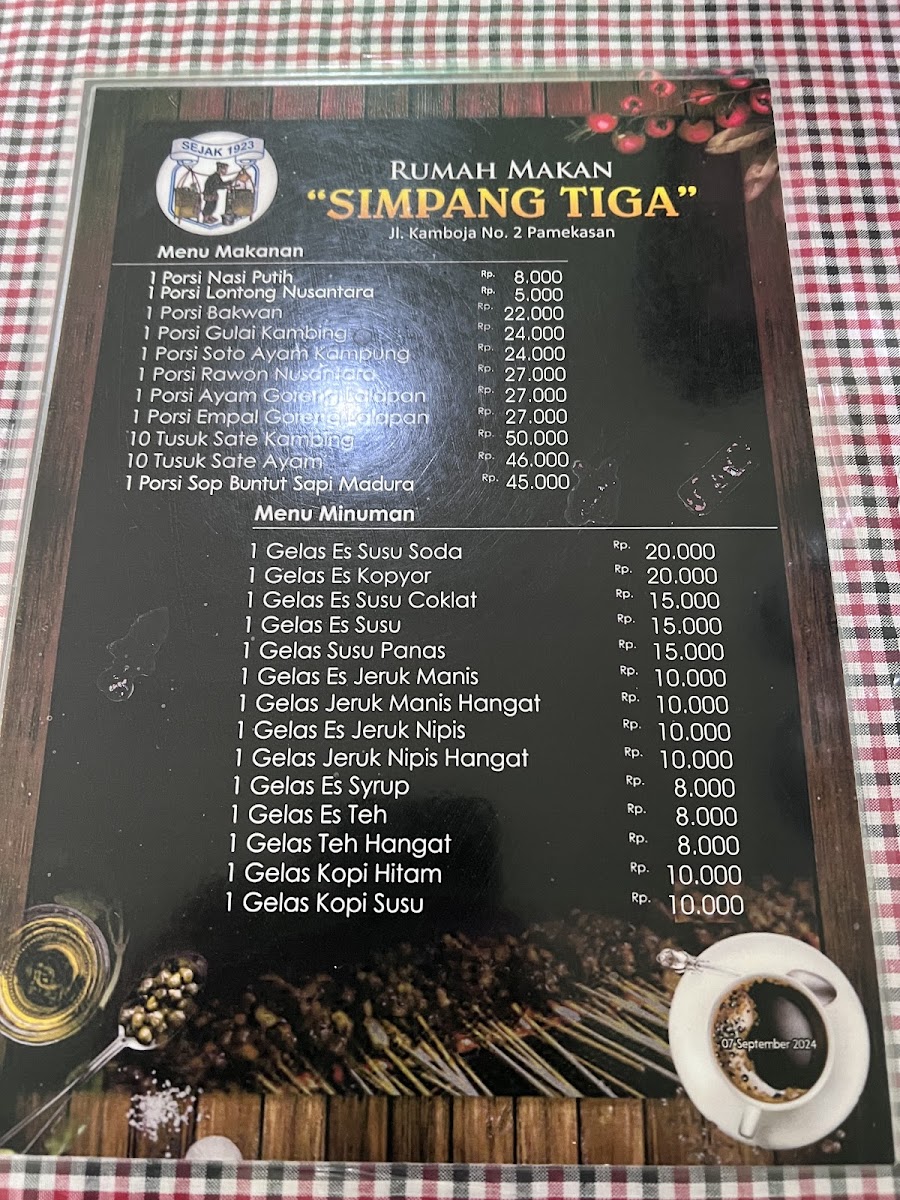 SEJAK 1923
RUMAH MAKAN
"SIMPANG TIGA"
Jl. Kamboja No. 2 Pamekasan
Menu Makanan
1 Porsi Nasi Putih Rp. 8.000
1 Porsi Lontong Nusantara Rp. 5.000
1 Porsi Bakwan Rp. 22.000
1 Porsi Gulai Kambing Rp. 24.000
1 Porsi Soto Ayam Kampung Rp. 24.000
1 Porsi Rawon Nusantara Rp. 27.000
1 Porsi Ayam Goreng Lalapan Rp. 27.000
1 Porsi Empal Goreng Lalapan Rp. 27.000
10 Tusuk Sate Kambing Rp. 50.000
10 Tusuk Sate Ayam Rp. 46.000
1 Porsi Sop Buntut Sapi Madura Rp. 45.000
Menu Minuman
1 Gelas Es Susu Soda Rp. 20.000
1 Gelas Es Kopyor Rp. 20.000
1 Gelas Es Susu Coklat Rp. 15.000
1 Gelas Es Susu Rp. 15.000
1 Gelas Susu Panas Rp. 15.000
1 Gelas Es Jeruk Manis Rp. 10.000
1 Gelas Jeruk Manis Hangat Rp. 10.000
1 Gelas Es Jeruk Nipis Rp. 10.000
1 Gelas Jeruk Nipis Hangat Rp. 10.000
1 Gelas Es Syrup Rp. 8.000
1 Gelas Es Teh Rp. 8.000
1 Gelas Teh Hangat Rp. 8.000
1 Gelas Kopi Hitam Rp. 10.000
1 Gelas Kopi Susu Rp. 10.000
07 September 2024